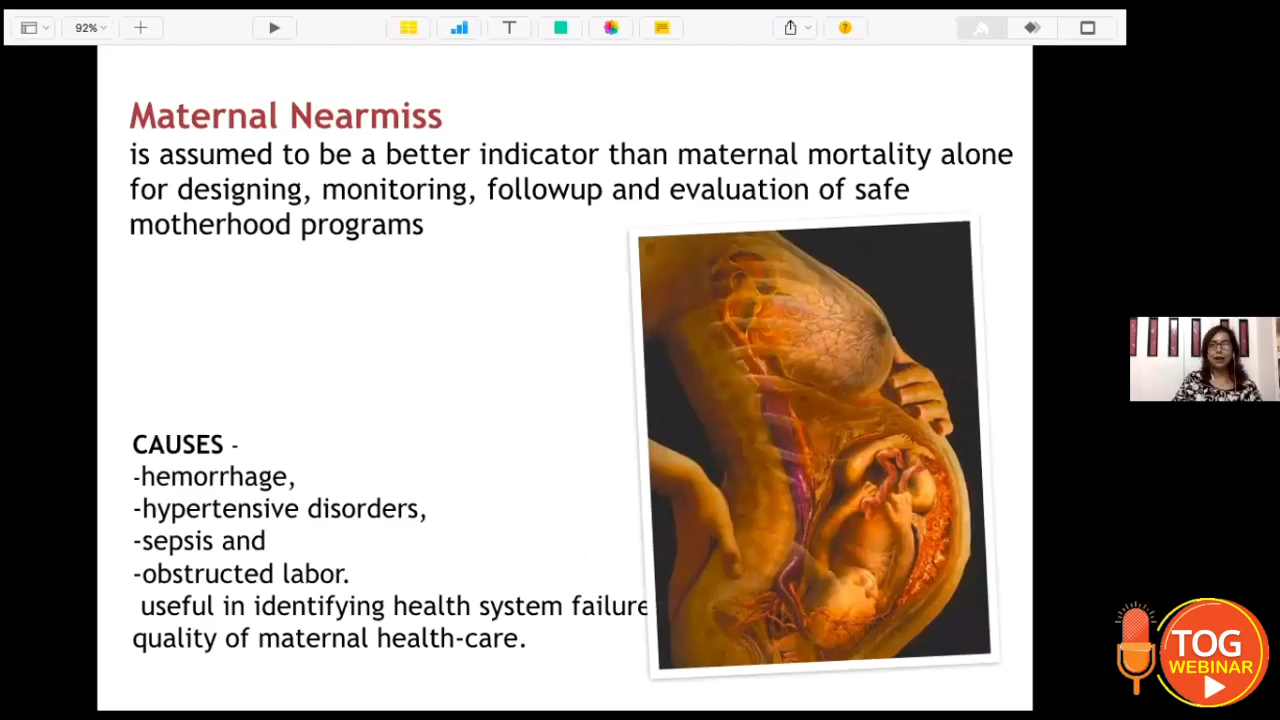 92%
Maternal Nearmiss
is assumed to be a better indicator than maternal mortality alone
for designing, monitoring, followup and evaluation of safe
motherhood programs
CAUSES -
-hemorrhage,
-hypertensive disorders,
-sepsis and
-obstructed labor.
useful in identifying health system failure
quality of maternal health-care.
TOG
WEBINAR